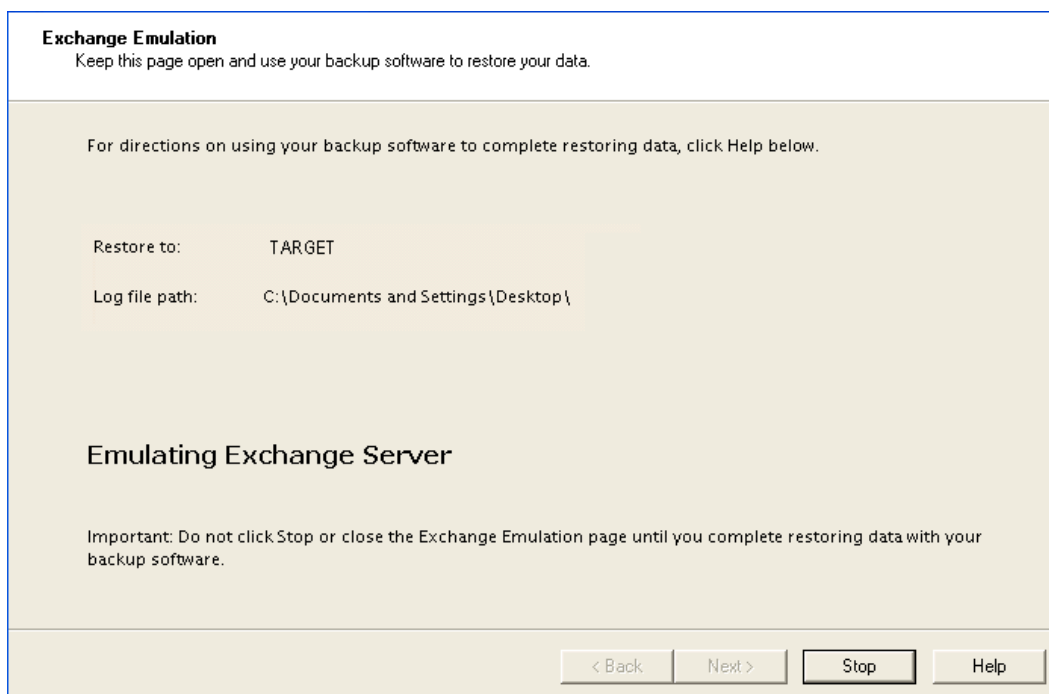 Exchange Emulation
Keep this page open and use your backup software to restore your data.
For directions on using your backup software to complete restoring data, click Help below.
Restore to: TARGET
Log file path: C:\Documents and Settings\Desktop\
Emulating Exchange Server
Important: Do not click Stop or close the Exchange Emulation page until you complete restoring data with your
backup software.
< Back Next > Stop Help